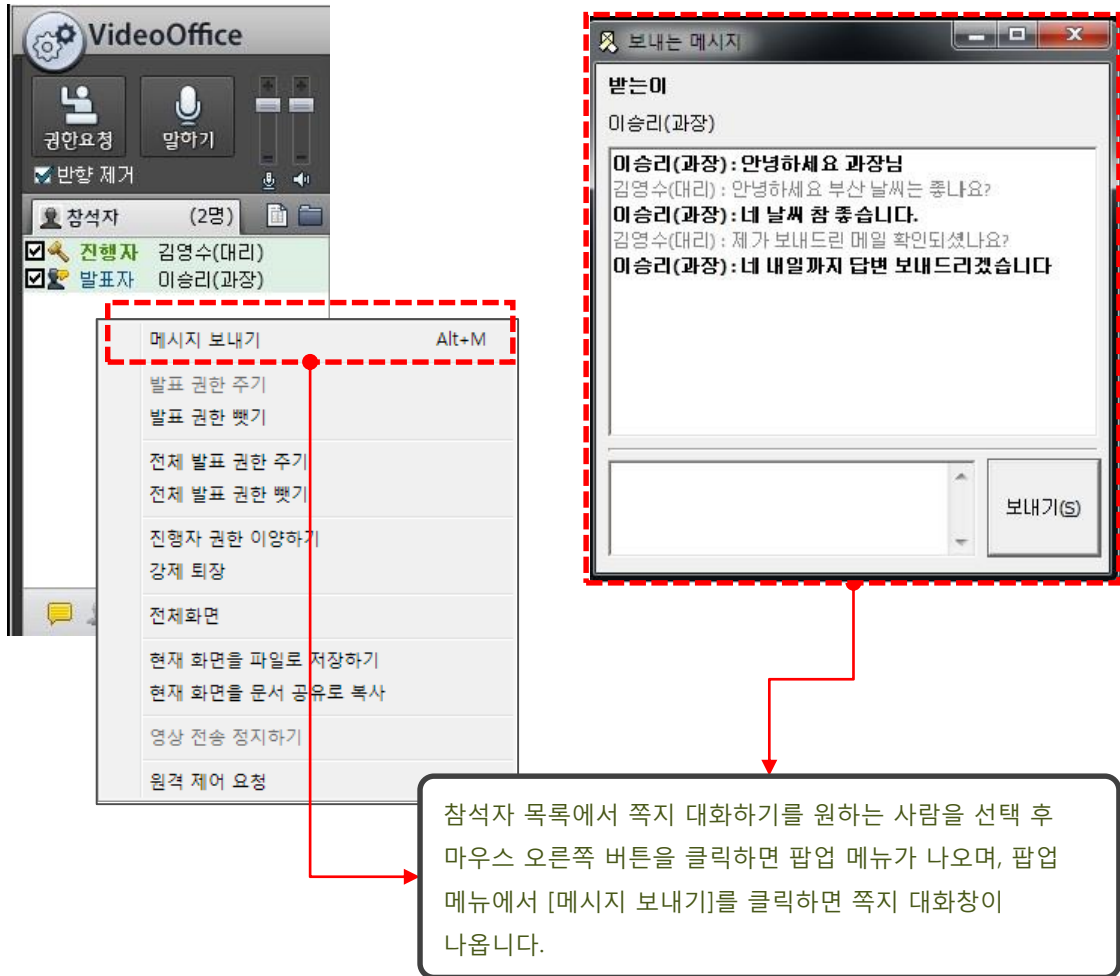 VideoOffice
권한요청
말하기
반향 제거
참석자 (2명)
진행자 김영수(대리)
발표자 이승리(과장)
메시지 보내기 Alt+M
발표 권한 주기
발표 권한 뺏기
전체 발표 권한 주기
전체 발표 권한 뺏기
진행자 권한 이양하기
강제 퇴장
전체화면
현재 화면을 파일로 저장하기
현재 화면을 문서 공유로 복사
영상 전송 정지하기
원격 제어 요청
보내는 메시지
받는이
이승리(과장)
이승리(과장) : 안녕하세요 과장님
김영수(대리) : 안녕하세요 부산 날씨는 좋나요?
이승리(과장) : 네 날씨 참 좋습니다.
김영수(대리) : 제가 보내드린 메일 확인되셨나요?
이승리(과장) : 네 내일까지 답변 보내드리겠습니다
보내기(S)
참석자 목록에서 쪽지 대화하기를 원하는 사람을 선택 후
마우스 오른쪽 버튼을 클릭하면 팝업 메뉴가 나오며, 팝업
메뉴에서 [메시지 보내기]를 클릭하면 쪽지 대화창이
나옵니다.